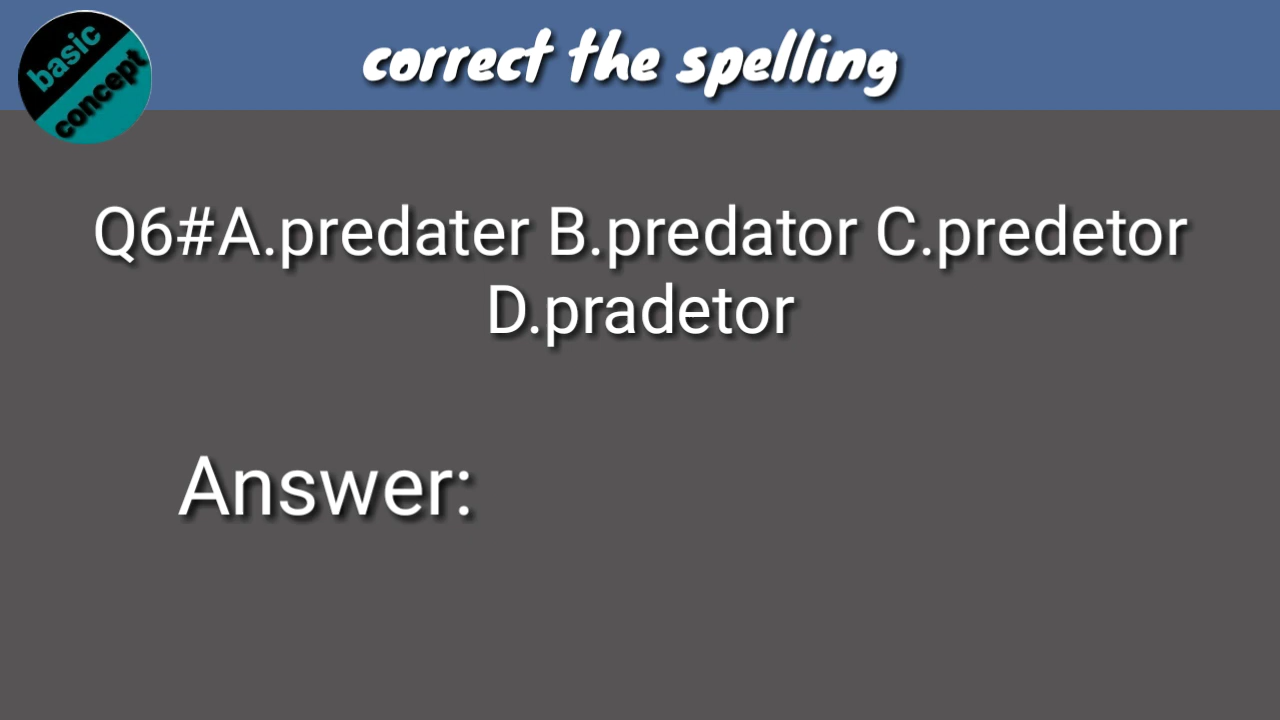 basic
concept
correct the spelling
Q6#A.predater B.predator C.predetor
D.pradetor
Answer: